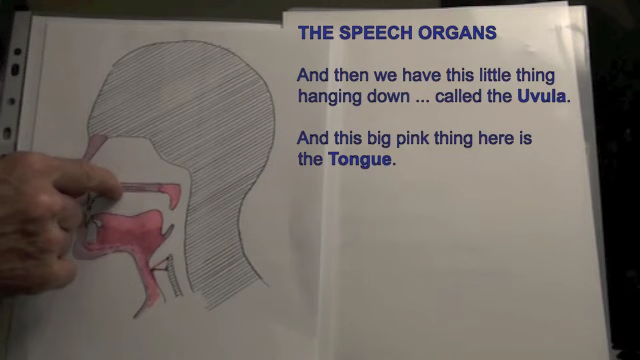 THE SPEECH ORGANS
And then we have this little thing
hanging down ... called the Uvula.
And this big pink thing here is
the Tongue.